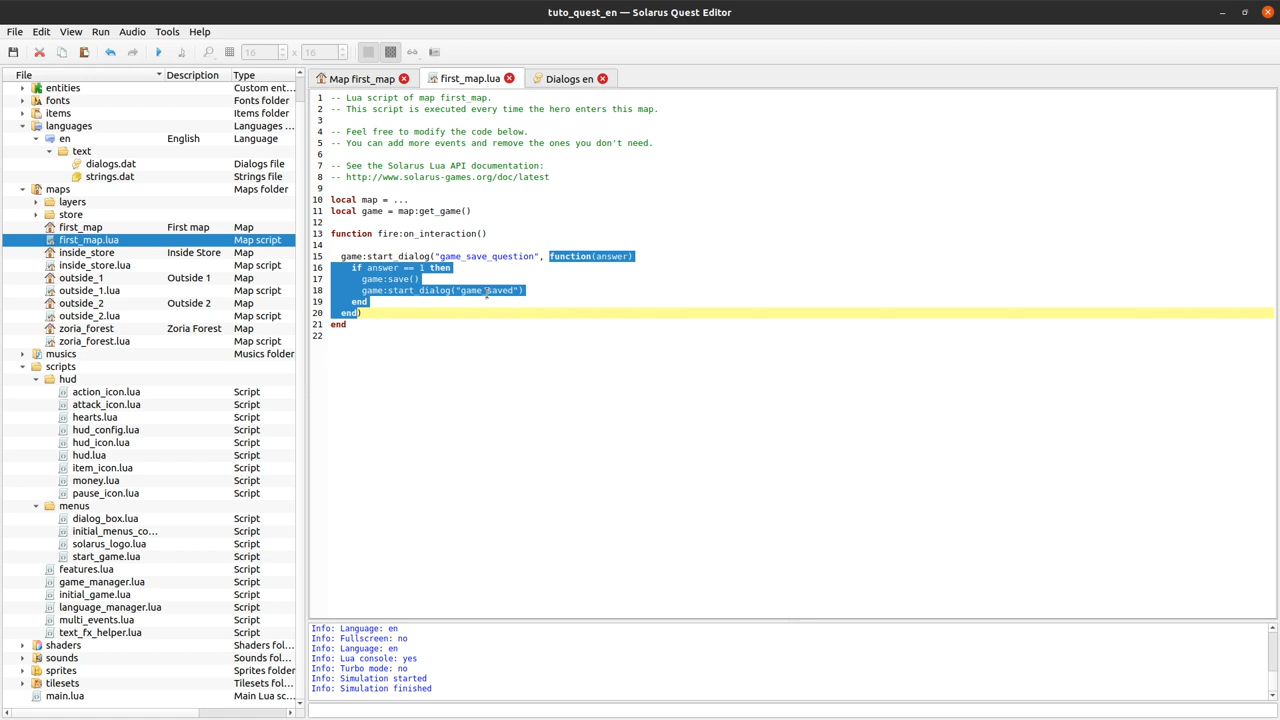 tuto_quest_en — Solarus Quest Editor
File Edit View Run Audio Tools Help
16 x 16
File Description Type
entities Custom ent...
fonts Fonts folder
items Items folder
languages Languages ...
en English Language
text
dialogs.dat Dialogs file
strings.dat Strings file
maps Maps folder
layers Map
store Map
first_map First map Map
first_map.lua Map script
inside_store Inside Store Map
inside_store.lua Map script
outside_1 Outside 1 Map
outside_1.lua Map script
outside_2 Outside 2 Map
outside_2.lua Map script
zoria_forest Zoria Forest Map
zoria_forest.lua Map script
musics Musics folder
scripts
hud
action_icon.lua Script
attack_icon.lua Script
hearts.lua Script
hud_config.lua Script
hud_icon.lua Script
hud.lua Script
item_icon.lua Script
money.lua Script
pause_icon.lua Script
menus
dialog_box.lua Script
initial_menus_co... Script
solarus_logo.lua Script
start_game.lua Script
features.lua Script
game_manager.lua Script
initial_game.lua Script
language_manager.lua Script
multi_events.lua Script
text_fx_helper.lua Script
shaders Shaders fol...
sounds Sounds fol...
sprites Sprites folder
tilesets Tilesets fol...
main.lua Main Lua sc...
Map first_map first_map.lua Dialogs en
1 -- Lua script of map first_map.
2 -- This script is executed every time the hero enters this map.
3
4 -- Feel free to modify the code below.
5 -- You can add more events and remove the ones you don't need.
6
7 -- See the Solarus Lua API documentation:
8 -- http://www.solarus-games.org/doc/latest
9
10 local map = ...
11 local game = map:get_game()
12
13 function fire:on_interaction()
14
15 game:start_dialog("game_save_question", function(answer)
16 if answer == 1 then
17 game:save()
18 game:start_dialog("game_saved")
19 end
20 end)
21 end
22
Info: Language: en
Info: Fullscreen: no
Info: Language: en
Info: Lua console: yes
Info: Turbo mode: no
Info: Simulation started
Info: Simulation finished